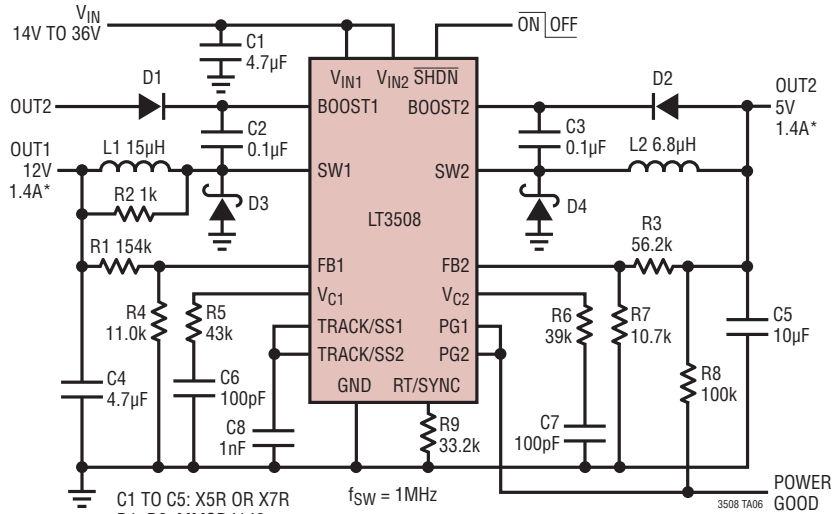 VIN
14V TO 36V
ON OFF
C1
4.7µF
VIN1 VIN2 SHDN
D1
D2
OUT2
BOOST1 BOOST2
OUT2
5V
1.4A*
C2
0.1µF
C3
0.1µF
OUT1
12V
1.4A*
L1 15µH
L2 6.8µH
SW1 SW2
R2 1k
D3
D4
LT3508
R1 154k
R3
56.2k
FB1 FB2
VC1 VC2
R4
11.0k
R5
43k
R6
39k
R7
10.7k
C5
10µF
TRACK/SS1 PG1
TRACK/SS2 PG2
R8
100k
C4
4.7µF
C6
100pF
GND RT/SYNC
C8
1nF
R9
33.2k
C7
100pF
C1 TO C5: X5R OR X7R
fSW = 1MHz
3508 TA06
POWER
GOOD